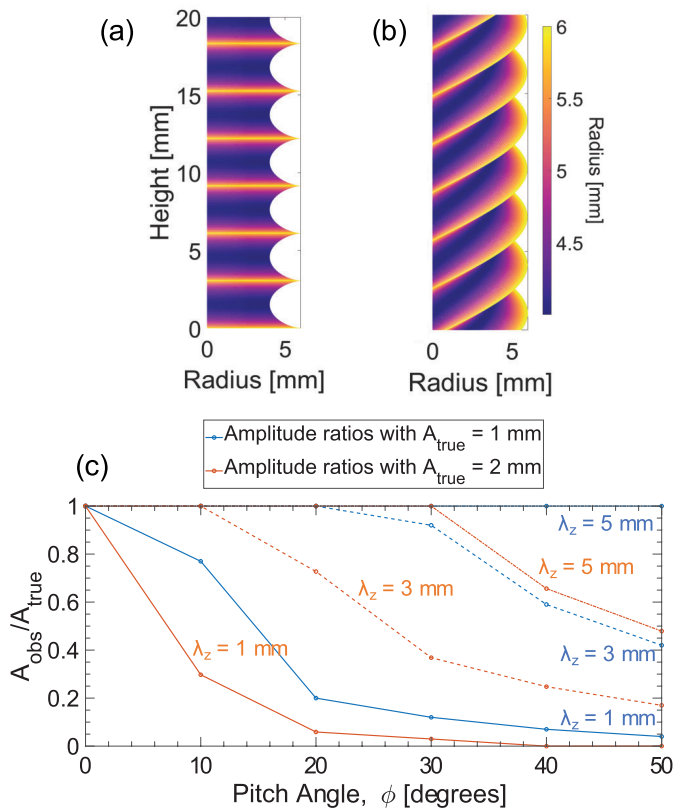 (a)
(b)
20
15
10
5
0
Height [mm]
0
5
Radius [mm]
0
5
Radius [mm]
6
5.5
5
4.5
Radius [mm]
Amplitude ratios with A_true = 1 mm
Amplitude ratios with A_true = 2 mm
(c)
1
0.8
0.6
0.4
0.2
0
A_obs/A_true
λ_z = 5 mm
λ_z = 5 mm
λ_z = 3 mm
λ_z = 3 mm
λ_z = 1 mm
λ_z = 1 mm
0 10 20 30 40 50
Pitch Angle, ϕ [degrees]